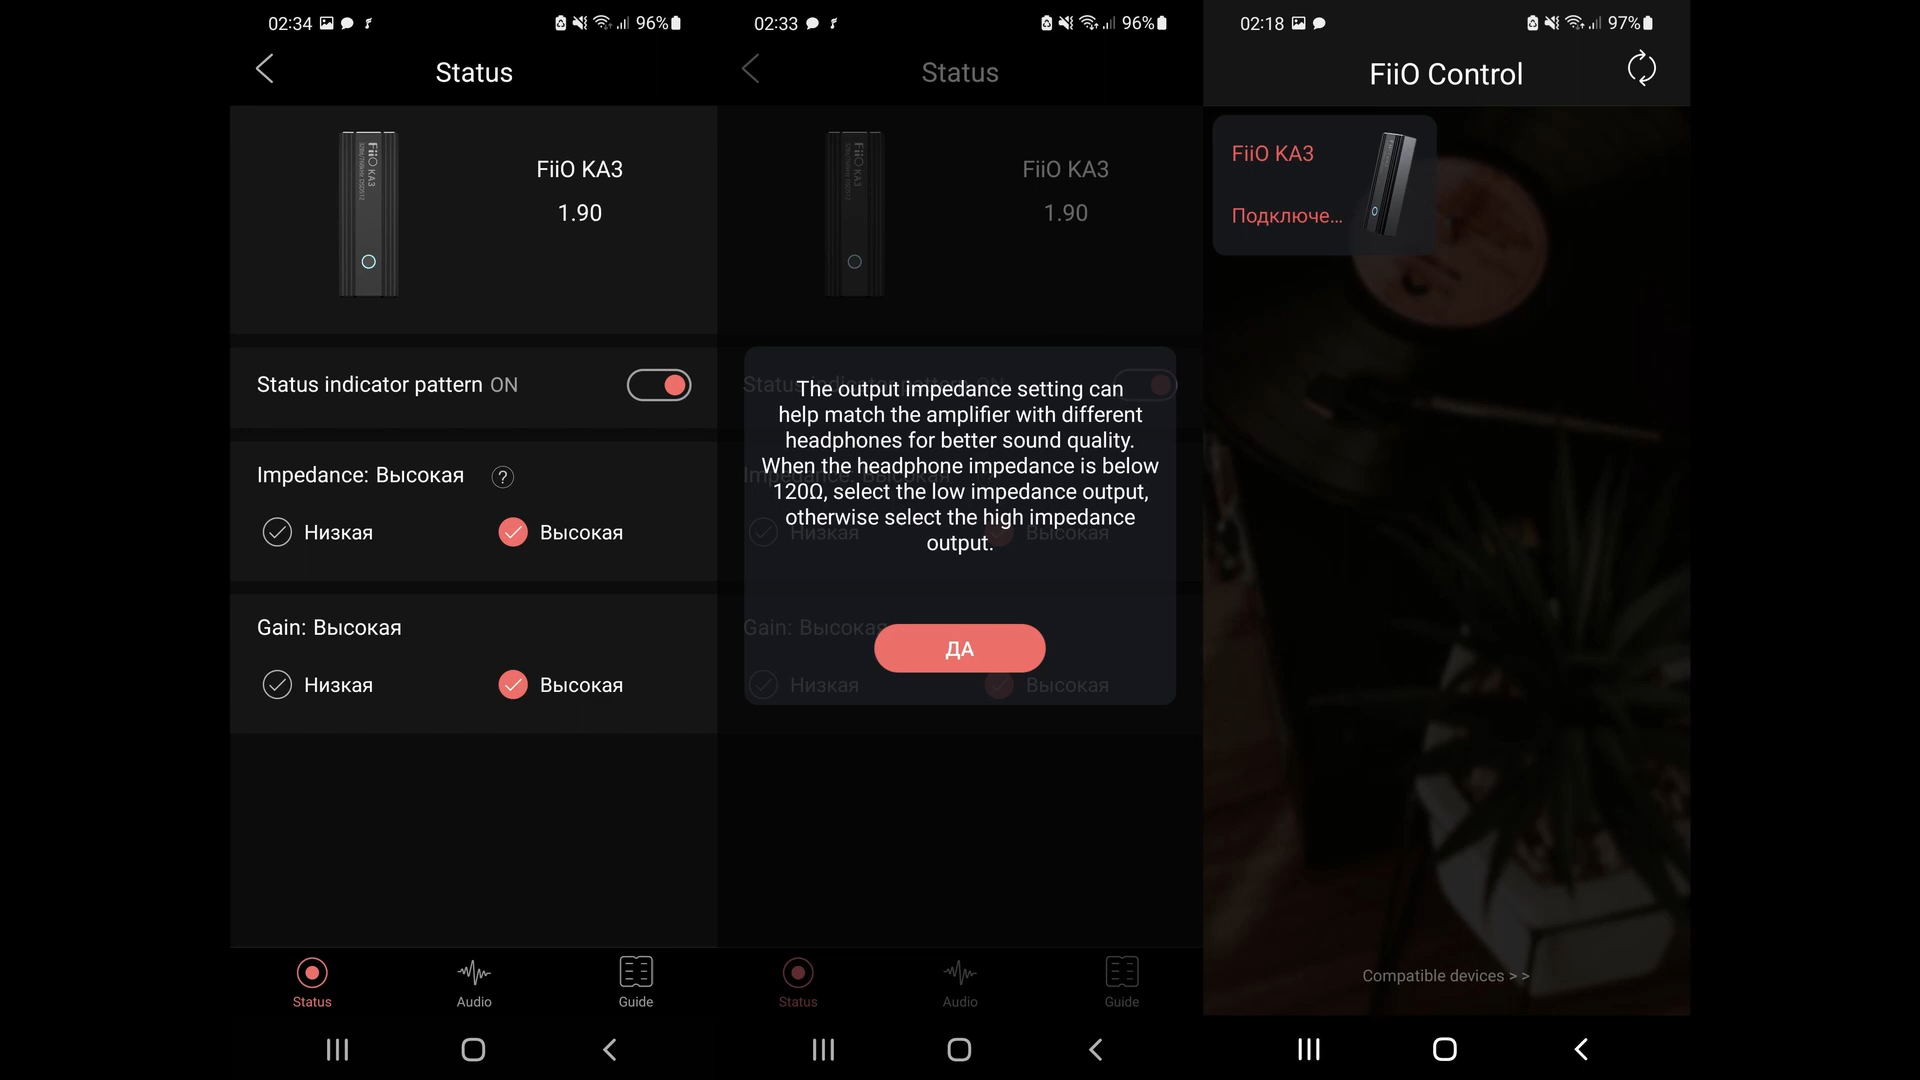 02:34
96%
Status
FiiO KA3
FiiO KA3
1.90
Status indicator pattern ON
Impedance: Высокая ?
Низкая
Высокая
Gain: Высокая
Низкая
Высокая
Status
Audio
Guide
02:33
96%
Status
FiiO KA3
1.90
The output impedance setting can
help match the amplifier with different
headphones for better sound quality.
When the headphone impedance is below
120Ω, select the low impedance output,
otherwise select the high impedance
output.
Низкая
Высокая
Gain: Высокая
ДА
Низкая
Высокая
Status
Audio
Guide
02:18
97%
FiiO Control
FiiO KA3
Подключе...
Compatible devices > >